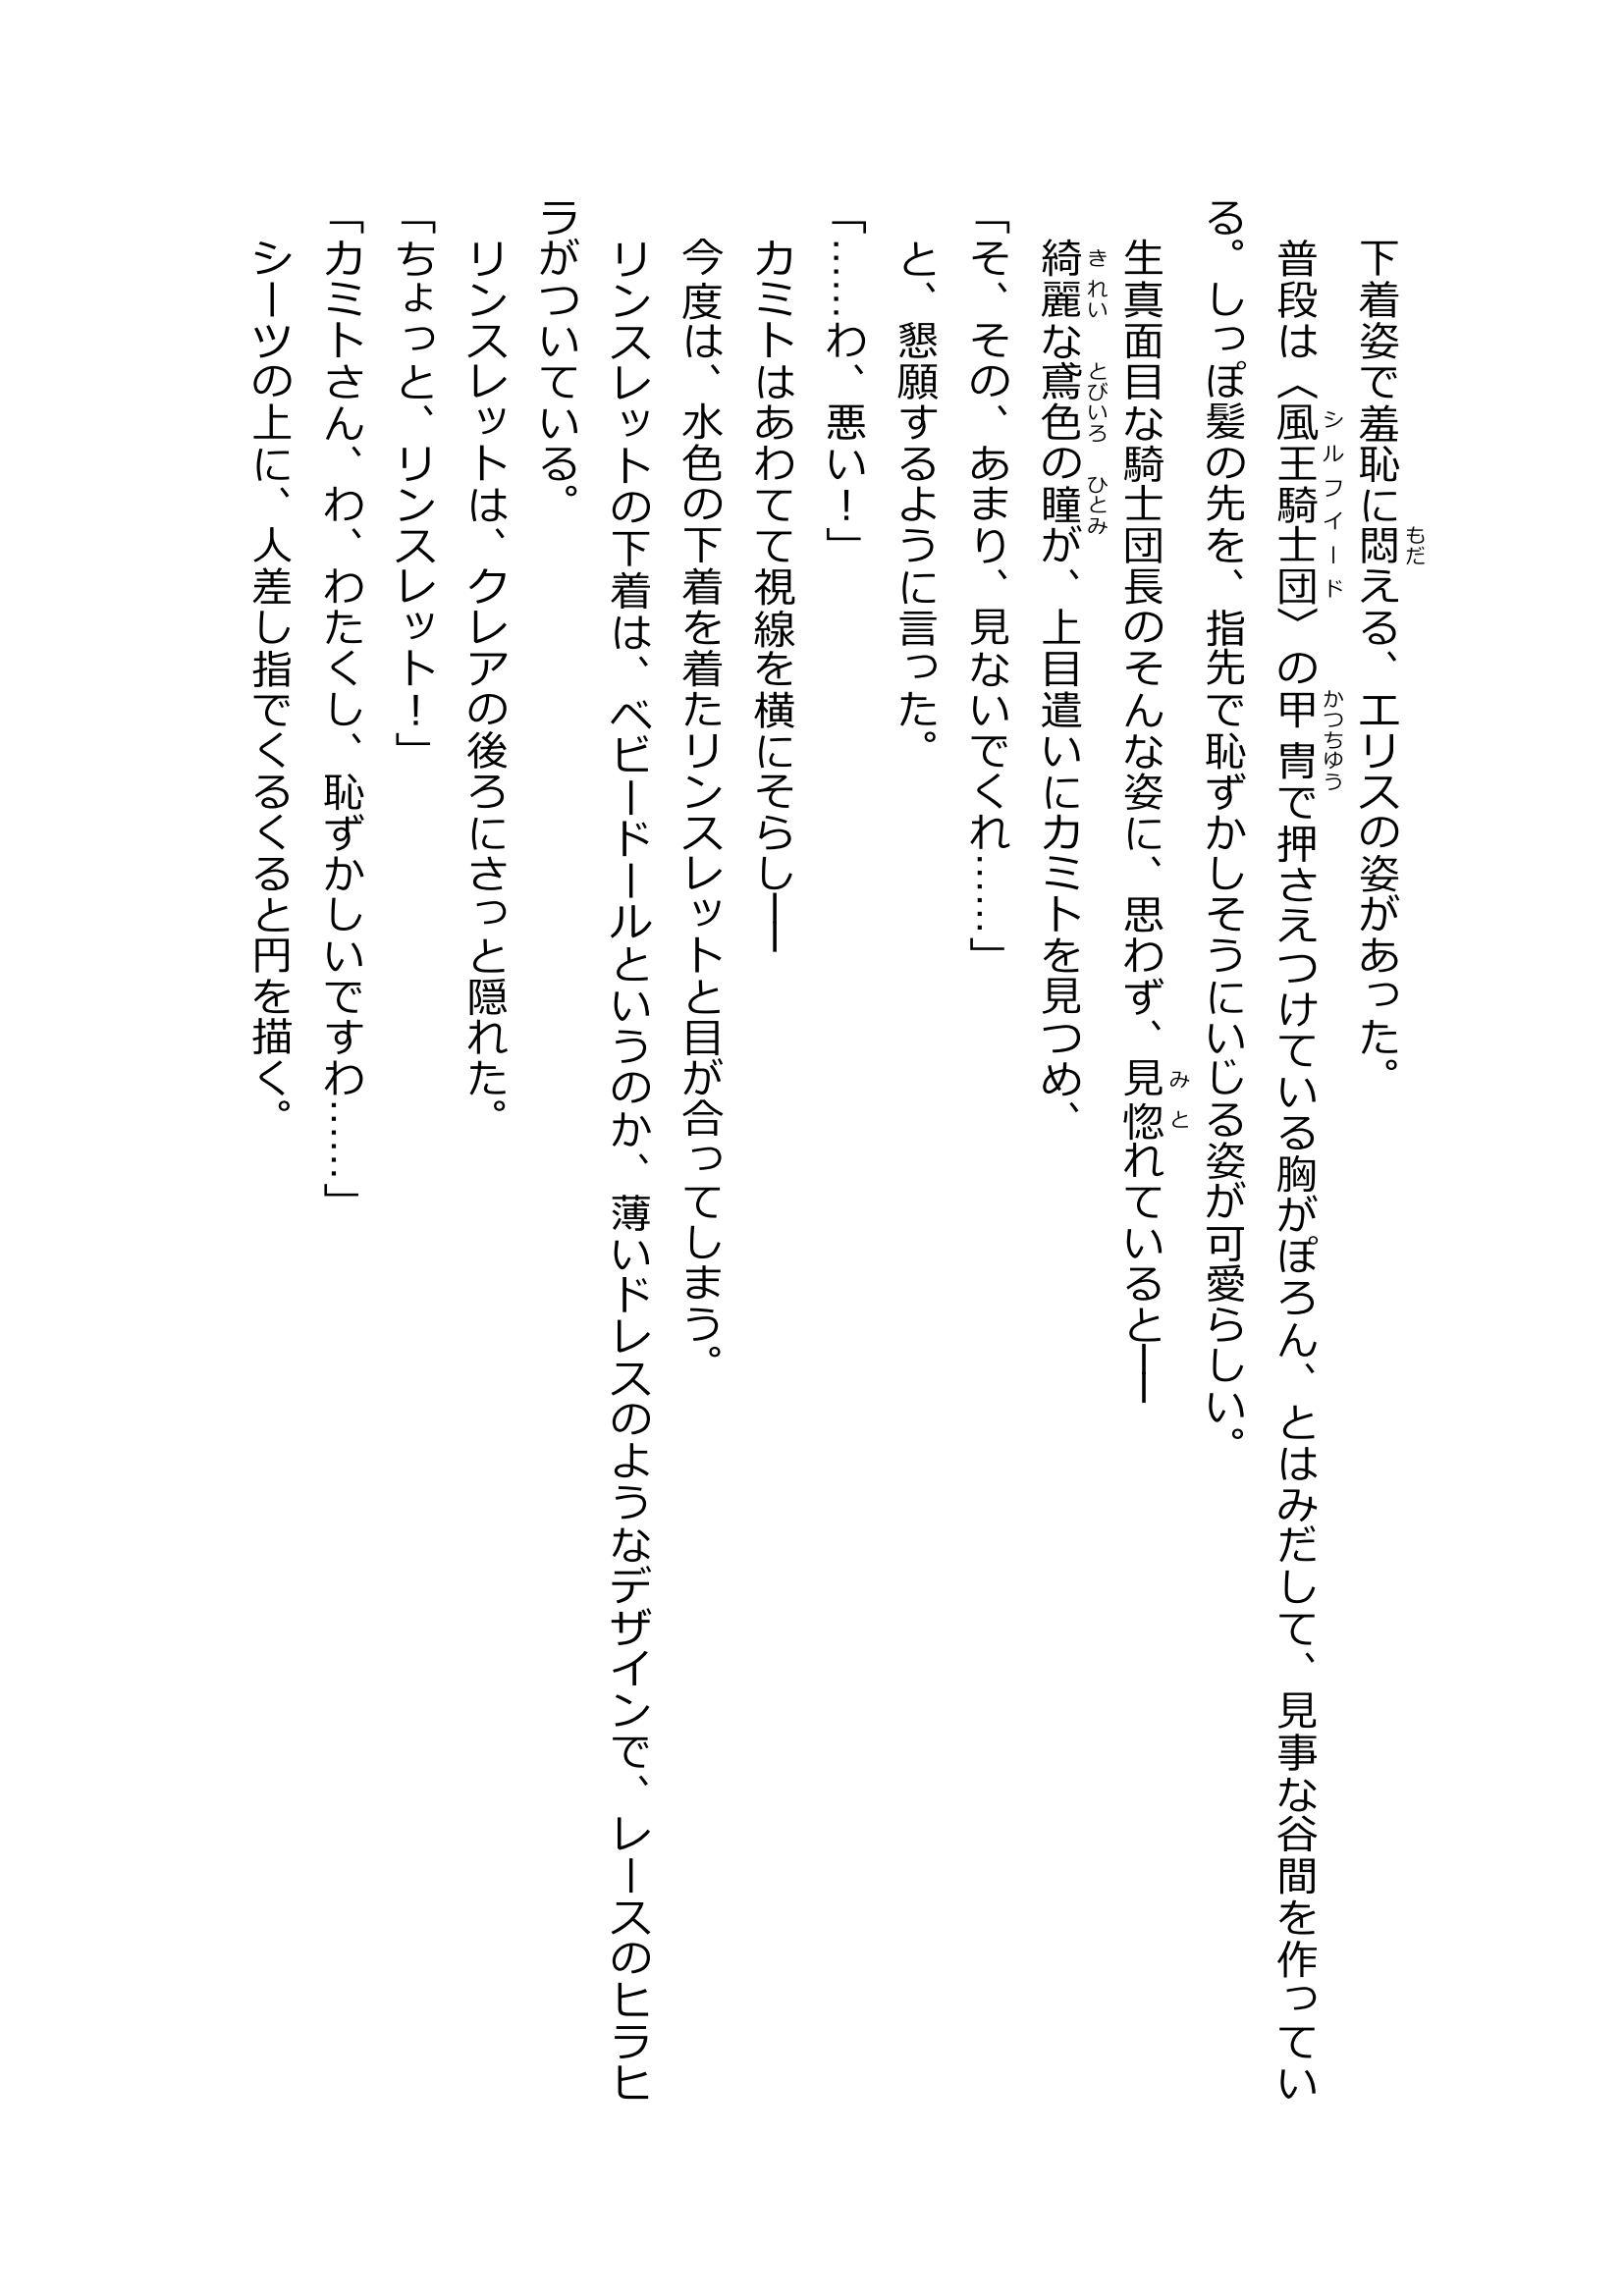 下着姿で羞恥に悶える、エリスの姿があった。
普段は〈風王騎士団〉の甲冑で押さえつけている胸がぽろん、とはみだして、見事な谷間を作ってい
る。しっぽ髪の先を、指先で恥ずかしそうにいじる姿が可愛らしい。
生真面目な騎士団長のそんな姿に、思わず、見惚れていると──
綺麗な鳶色の瞳が、上目遣いにカミトを見つめ、
「そ、その、あまり、見ないでくれ……」
と、懇願するように言った。
「……わ、悪い！」
カミトはあわてて視線を横にそらし──
今度は、水色の下着を着たリンスレットと目が合ってしまう。
リンスレットの下着は、ベビードールというのか、薄いドレスのようなデザインで、レースのヒラヒ
ラがついている。
リンスレットは、クレアの後ろにさっと隠れた。
「ちょっと、リンスレット！」
「カミトさん、わ、わたくし、恥ずかしいですわ……」
シーツの上に、人差し指でくるくると円を描く。